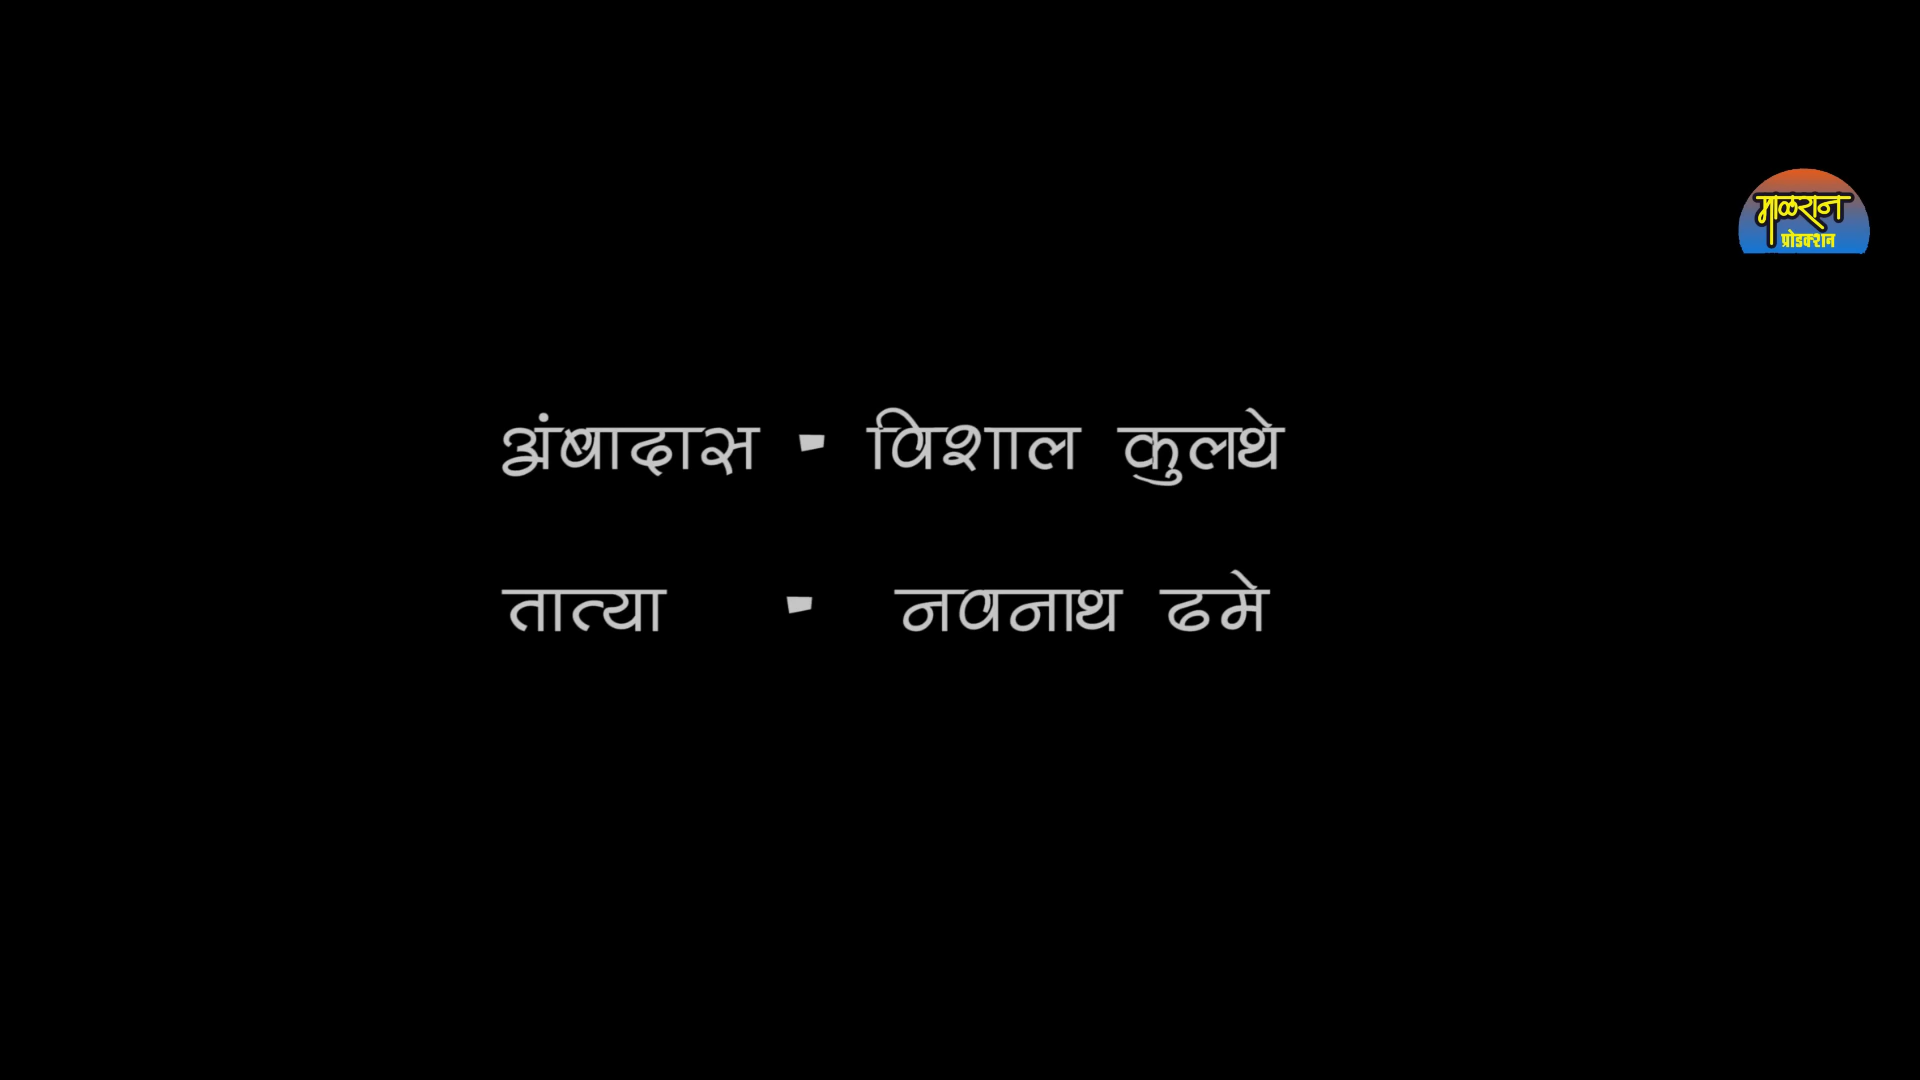 माळरान
प्रोडक्शन
अंबादास - विशाल कुलथे
तात्या - नवनाथ ढमे